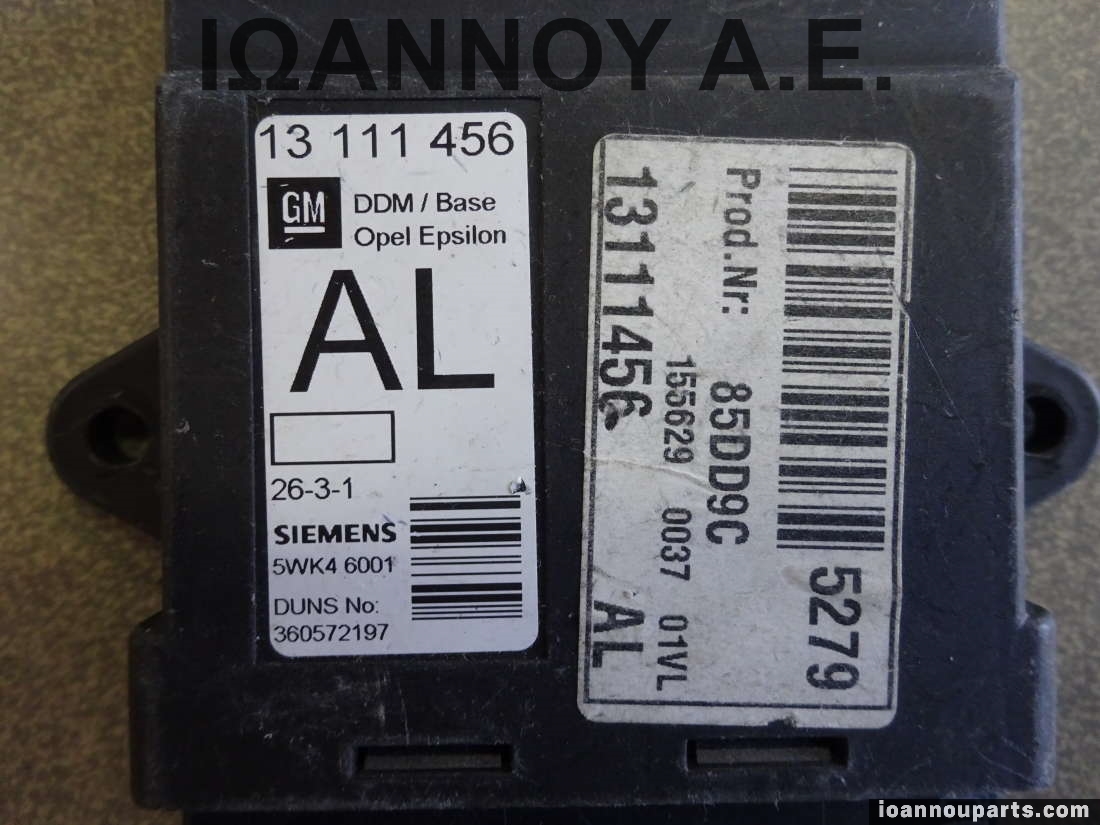 ΙΩΑΝΝΟΥ Α.Ε.
13 111 456
GM
DDM / Base
Opel Epsilon
AL
26-3-1
SIEMENS
5WK4 6001
DUNS No:
360572197
5279
Prod.Nr: 85DD9C
155629 0037 01VL
13111456 AL
ioannouparts.com